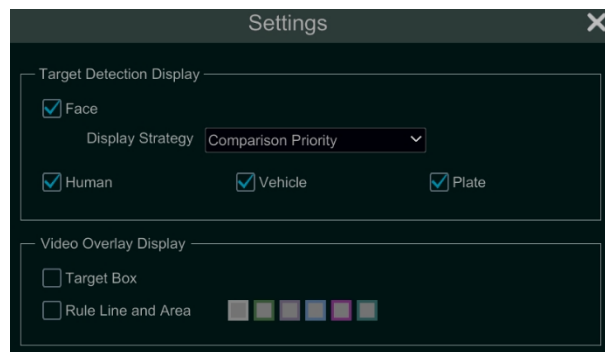 Settings
Target Detection Display
Face
Display Strategy Comparison Priority
Human Vehicle Plate
Video Overlay Display
Target Box
Rule Line and Area